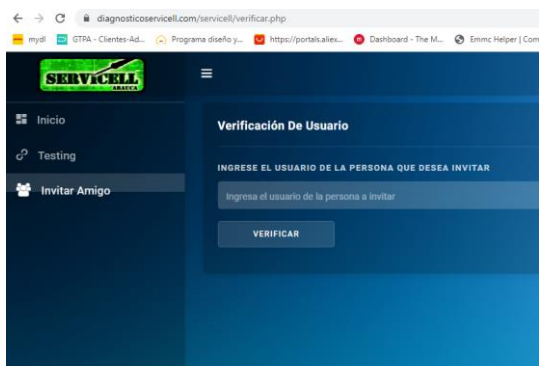 diagnosticoservicell.com/servicell/verificar.php
mydl
GTPA - Clientes-Ad...
Programa diseño y...
https://portals.aliex...
Dashboard - The M...
Emmc Helper | Com
SERVICELL
ARAUCA
Inicio
Testing
Invitar Amigo
Verificación De Usuario
INGRESE EL USUARIO DE LA PERSONA QUE DESEA INVITAR
Ingresa el usuario de la persona a invitar
VERIFICAR